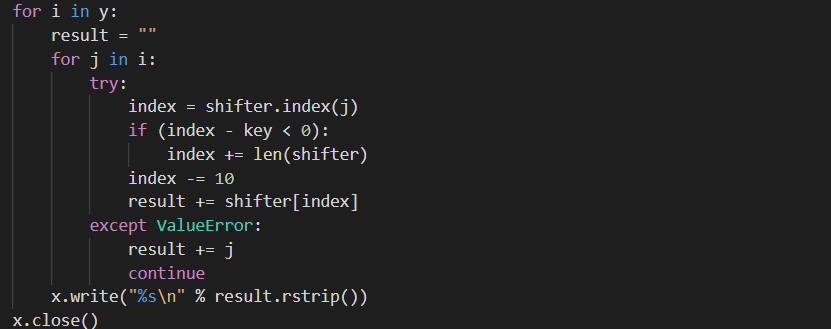 for i in y:
    result = ""
    for j in i:
        try:
            index = shifter.index(j)
            if (index - key < 0):
                index += len(shifter)
            index -= 10
            result += shifter[index]
        except ValueError:
            result += j
            continue
    x.write("%s\n" % result.rstrip())
x.close()